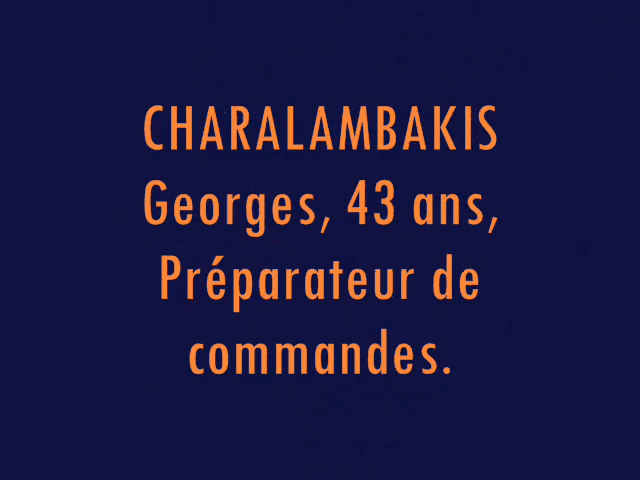 CHARALAMBAKIS
Georges, 43 ans,
Préparateur de
commandes.